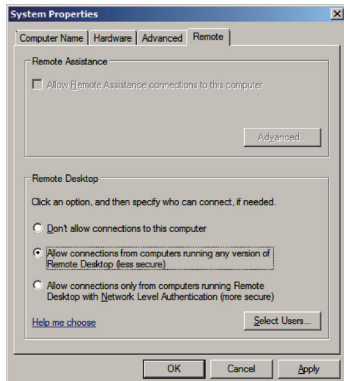 System Properties
Computer Name Hardware Advanced Remote
Remote Assistance
Allow Remote Assistance connections to this computer
Advanced...
Remote Desktop
Click an option, and then specify who can connect, if needed.
Don't allow connections to this computer
Allow connections from computers running any version of
Remote Desktop (less secure)
Allow connections only from computers running Remote
Desktop with Network Level Authentication (more secure)
Help me choose Select Users...
OK Cancel Apply